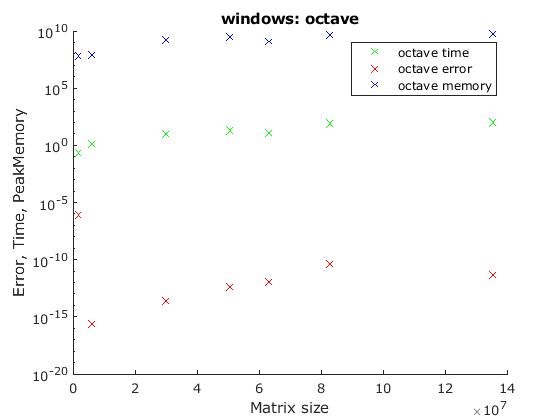 windows: octave
octave time
octave error
octave memory
Error, Time, PeakMemory
10^10
10^5
10^0
10^-5
10^-10
10^-15
10^-20
0 2 4 6 8 10 12 14
×10^7
Matrix size